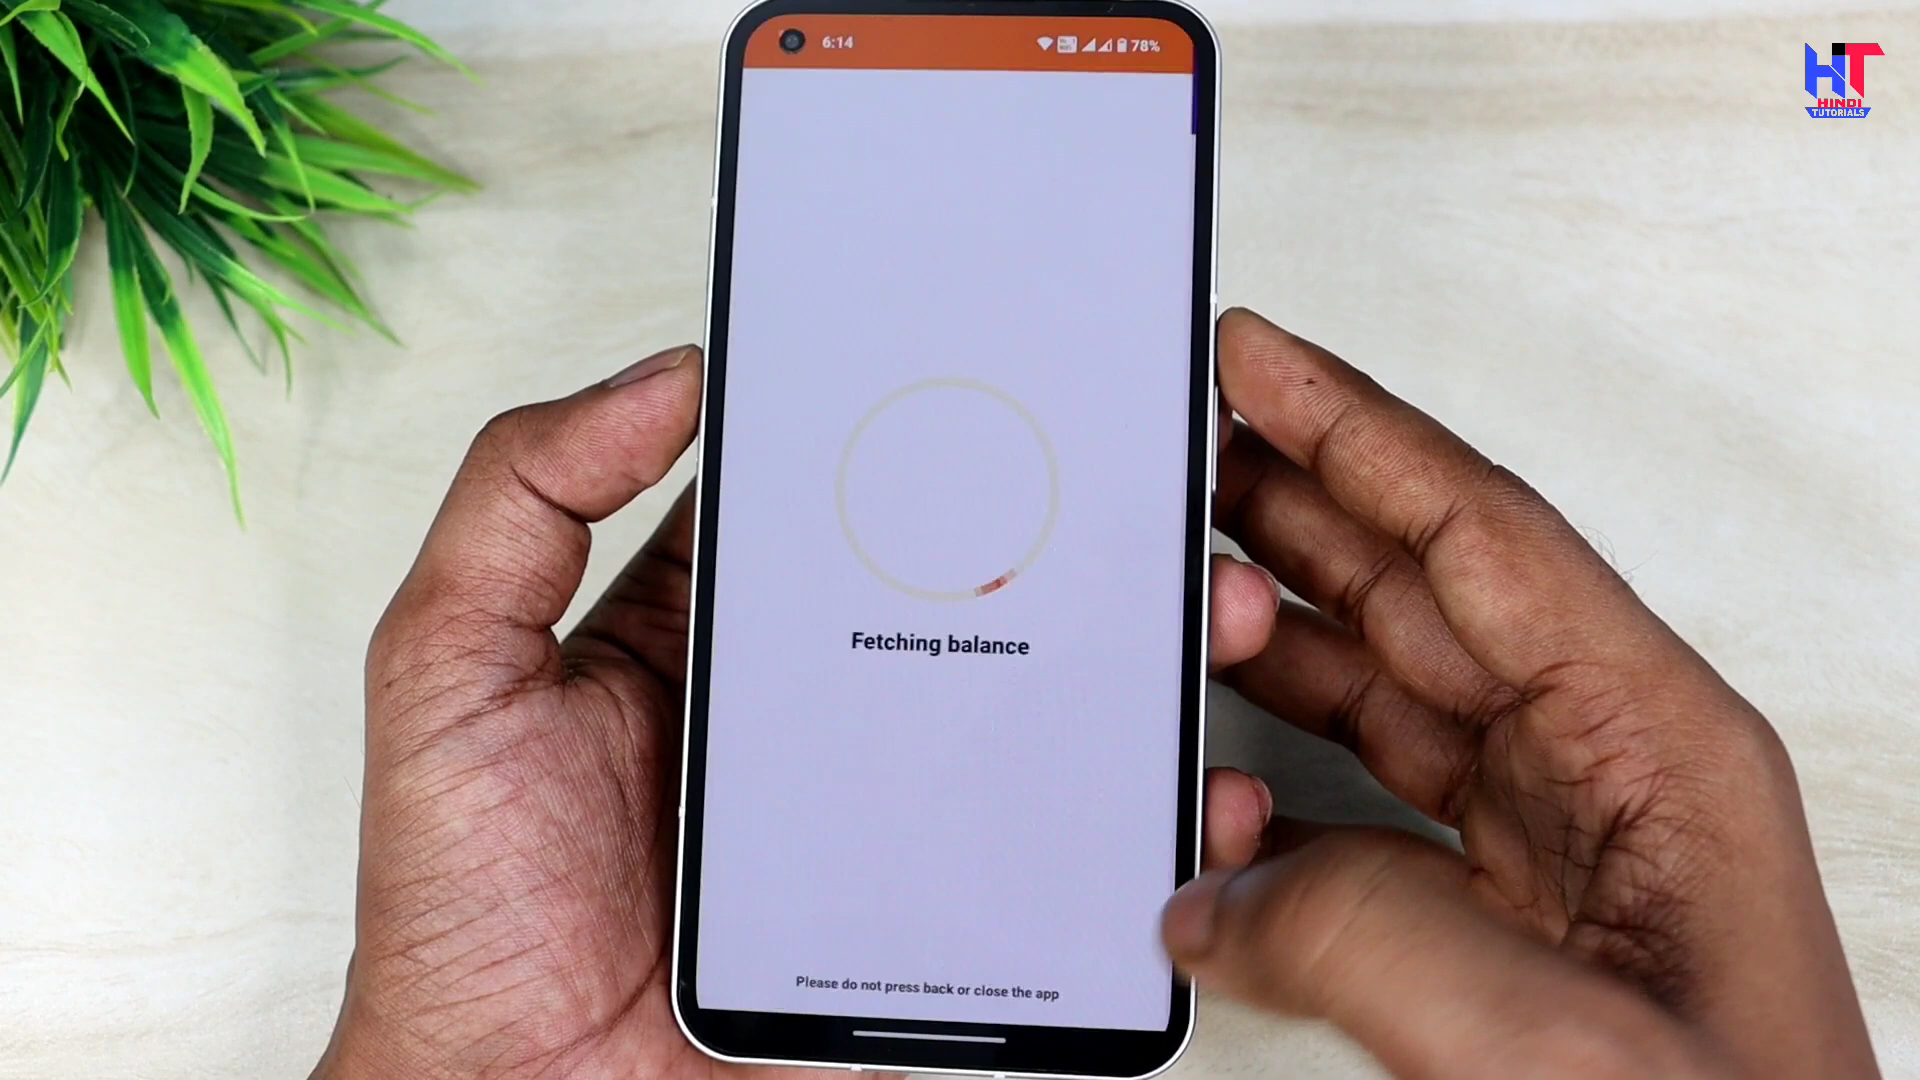 6:14
78%
HT
HINDI
TUTORIALS
Fetching balance
Please do not press back or close the app